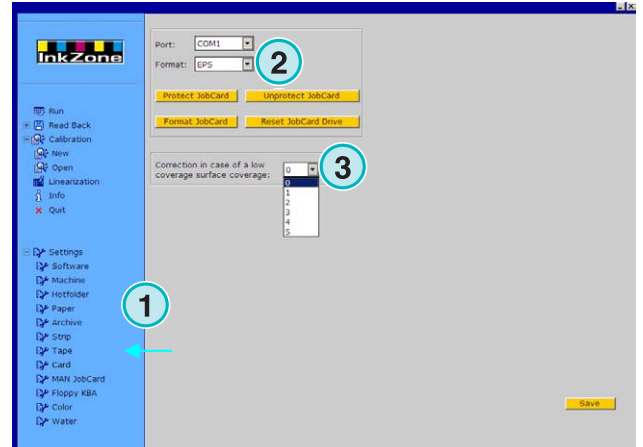 InkZone
Run
Read Back
Calibration
New
Open
Linearization
Info
Quit
Settings
Software
Machine
Hotfolder
Paper
Archive
Strip
Tape
Card
MAN JobCard
Floppy KBA
Color
Water
1
Port: COM1
Format: EPS
2
Protect JobCard Unprotect JobCard
Format JobCard Reset JobCard Drive
Correction in case of a low
coverage surface coverage: 0
3
0
1
2
3
4
5
Save